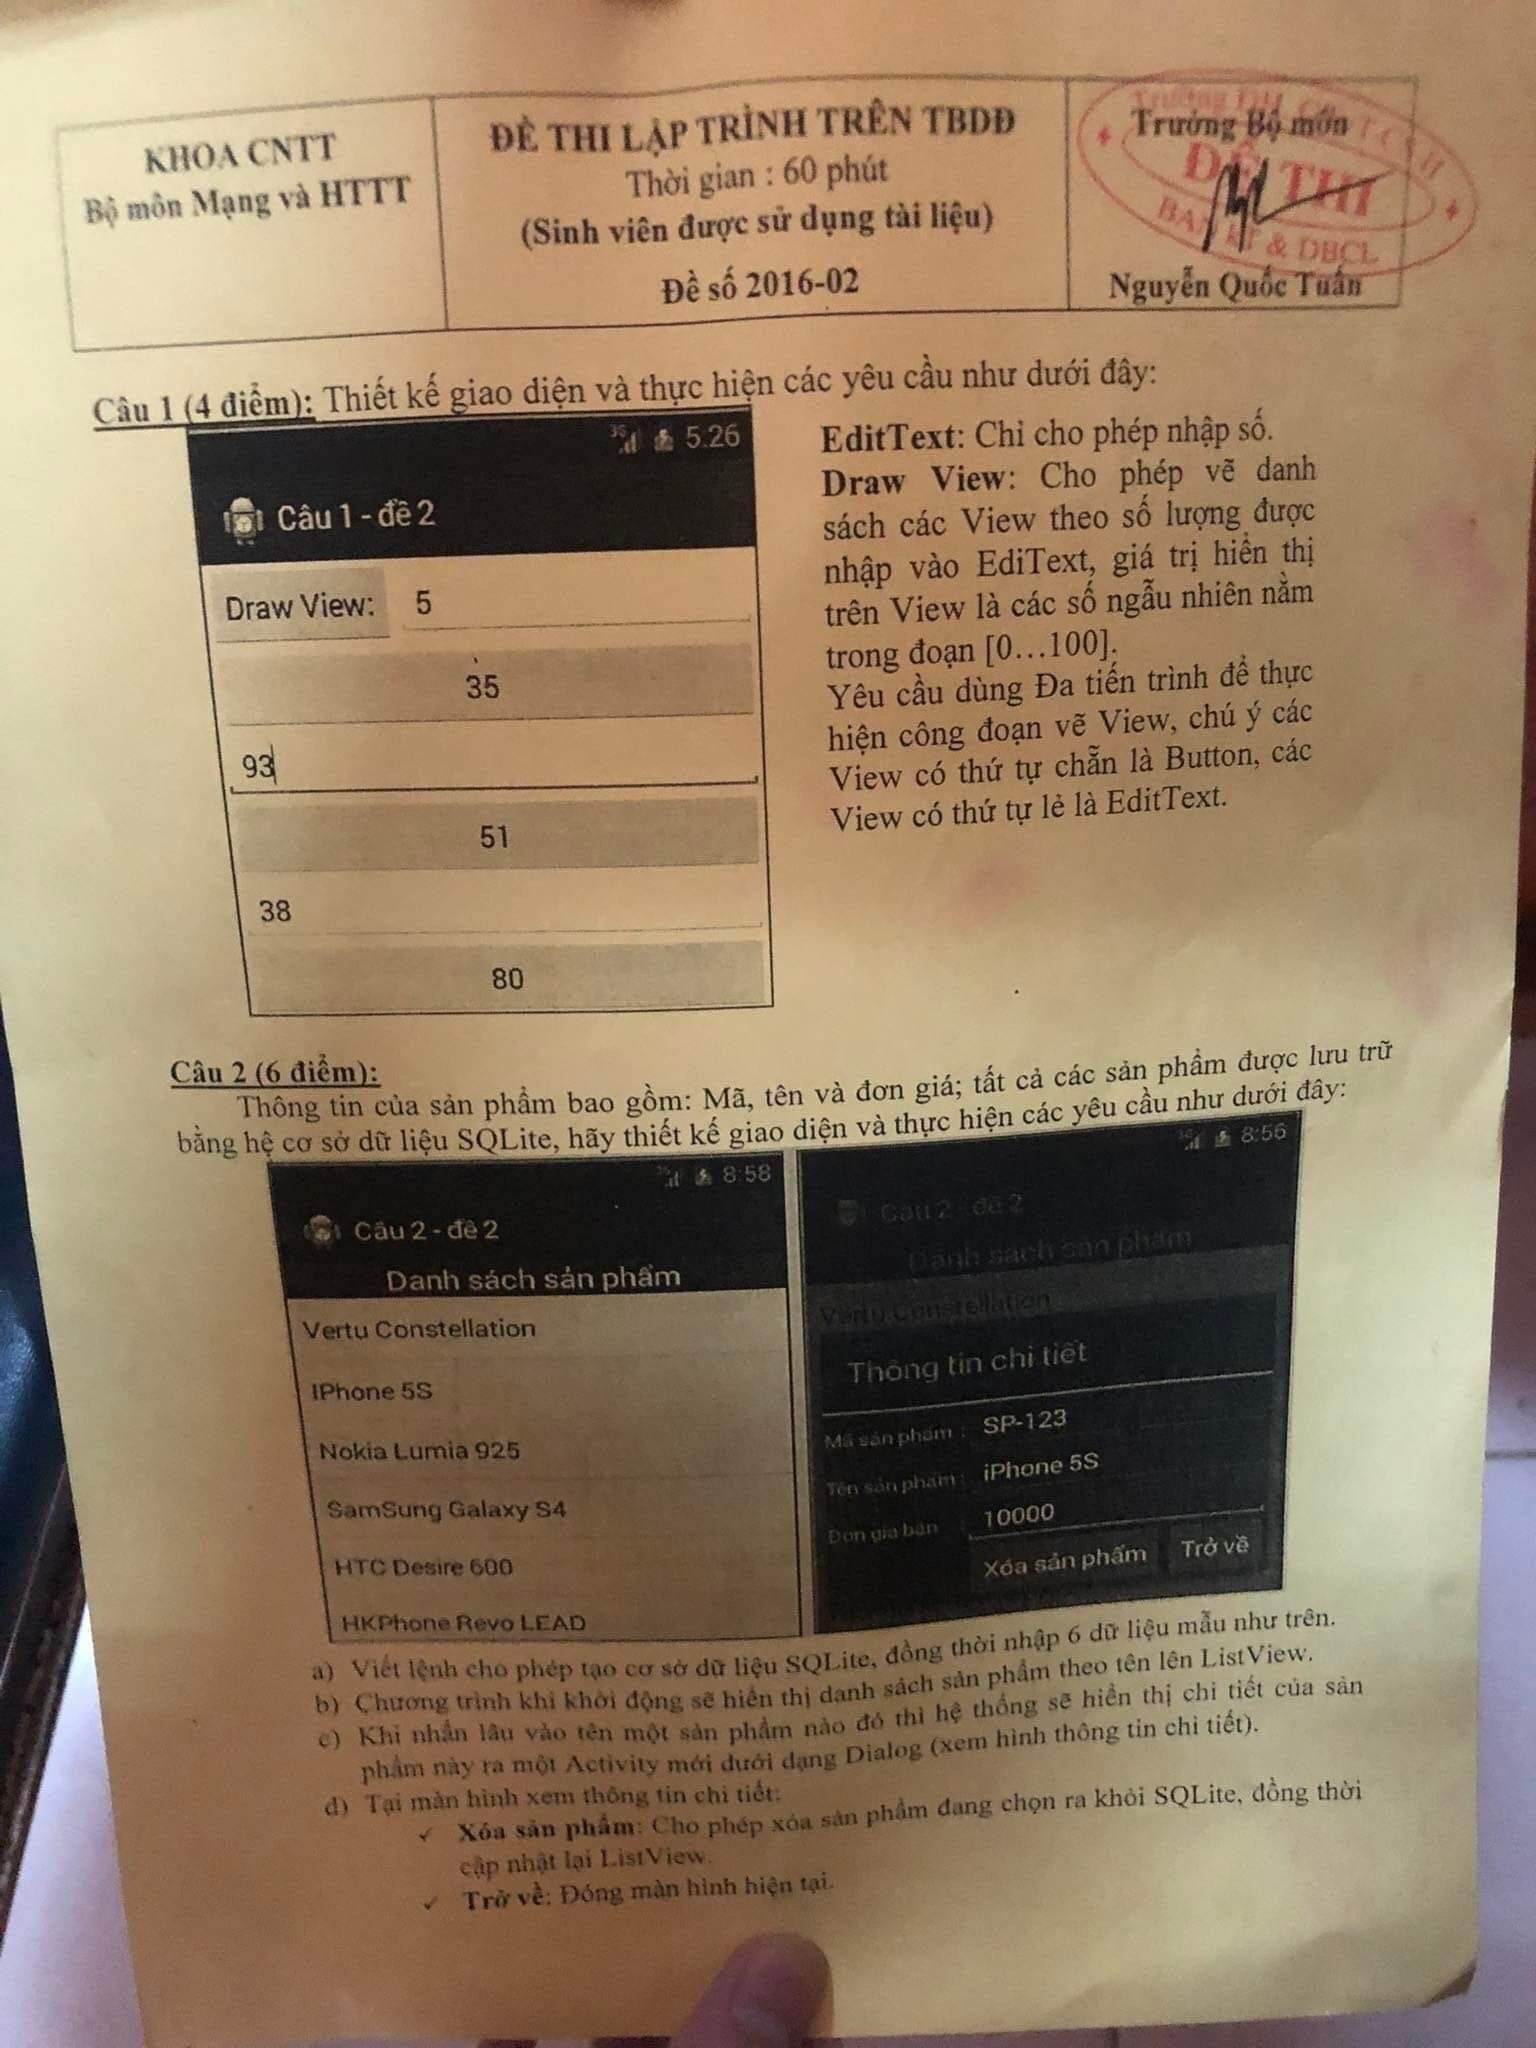 KHOA CNTT
Bộ môn Mạng và HTTT
ĐỀ THI LẬP TRÌNH TRÊN TBDĐ
Thời gian : 60 phút
(Sinh viên được sử dụng tài liệu)
Đề số 2016-02
Trưởng Bộ môn
ĐỀ THI
BAN KT & DBCL
Nguyễn Quốc Tuấn
Câu 1 (4 điểm): Thiết kế giao diện và thực hiện các yêu cầu như dưới đây:
3G 5:26
Câu 1 - đề 2
Draw View: 5
35
93
51
38
80
EditText: Chỉ cho phép nhập số.
Draw View: Cho phép vẽ danh
sách các View theo số lượng được
nhập vào EdiText, giá trị hiển thị
trên View là các số ngẫu nhiên nằm
trong đoạn [0…100].
Yêu cầu dùng Đa tiến trình để thực
hiện công đoạn vẽ View, chú ý các
View có thứ tự chẵn là Button, các
View có thứ tự lẻ là EditText.
Câu 2 (6 điểm):
Thông tin của sản phẩm bao gồm: Mã, tên và đơn giá; tất cả các sản phẩm được lưu trữ
bằng hệ cơ sở dữ liệu SQLite, hãy thiết kế giao diện và thực hiện các yêu cầu như dưới đây:
3G 8:58
Câu 2 - đề 2
Danh sách sản phẩm
Vertu Constellation
IPhone 5S
Nokia Lumia 925
SamSung Galaxy S4
HTC Desire 600
HKPhone Revo LEAD
3G 8:56
Câu 2 - đề 2
Danh sách sản phẩm
Vertu Constellation
Thông tin chi tiết
Mã sản phẩm : SP-123
Tên sản phẩm : iPhone 5S
Đơn giá bán : 10000
Xóa sản phẩm Trở về
a) Viết lệnh cho phép tạo cơ sở dữ liệu SQLite, đồng thời nhập 6 dữ liệu mẫu như trên.
b) Chương trình khi khởi động sẽ hiển thị danh sách sản phẩm theo tên lên ListView.
c) Khi nhấn lâu vào tên một sản phẩm nào đó thì hệ thống sẽ hiển thị chi tiết của sản
phẩm này ra một Activity mới dưới dạng Dialog (xem hình thông tin chi tiết).
d) Tại màn hình xem thông tin chi tiết:
✓ Xóa sản phẩm: Cho phép xóa sản phẩm đang chọn ra khỏi SQLite, đồng thời
cập nhật lại ListView.
✓ Trở về: Đóng màn hình hiện tại.